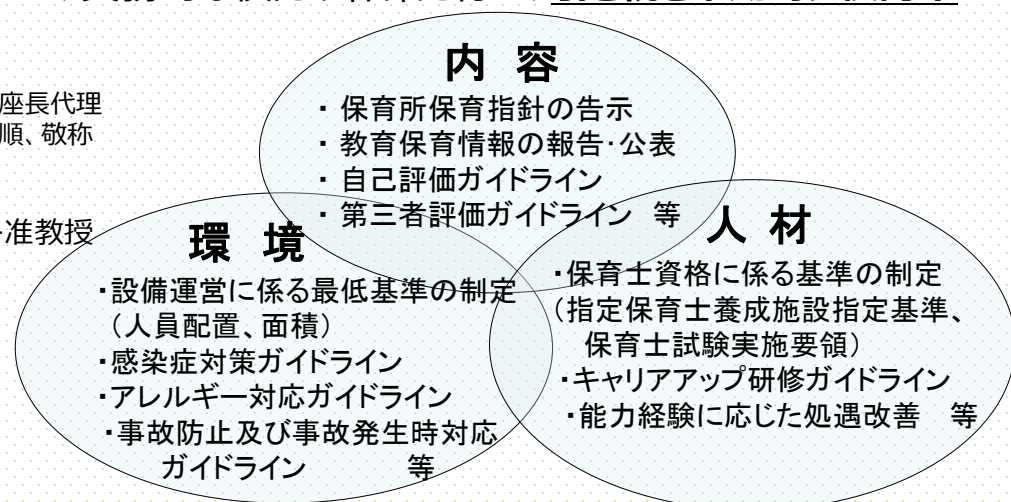 座長代理
順、敬称
准教授
内 容
・ 保育所保育指針の告示
・ 教育保育情報の報告・公表
・ 自己評価ガイドライン
・ 第三者評価ガイドライン 等
環 境
・設備運営に係る最低基準の制定
（人員配置、面積）
・感染症対策ガイドライン
・アレルギー対応ガイドライン
・事故防止及び事故発生時対応
ガイドライン 等
人 材
・保育士資格に係る基準の制定
（指定保育士養成施設指定基準、
保育士試験実施要領）
・キャリアアップ研修ガイドライン
・能力経験に応じた処遇改善 等